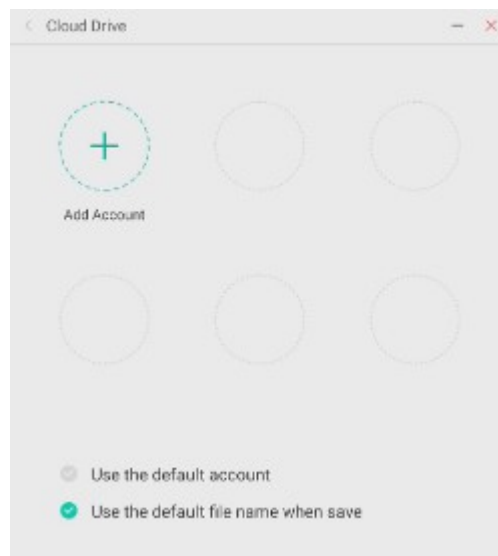 Cloud Drive
Add Account
Use the default account
Use the default file name when save